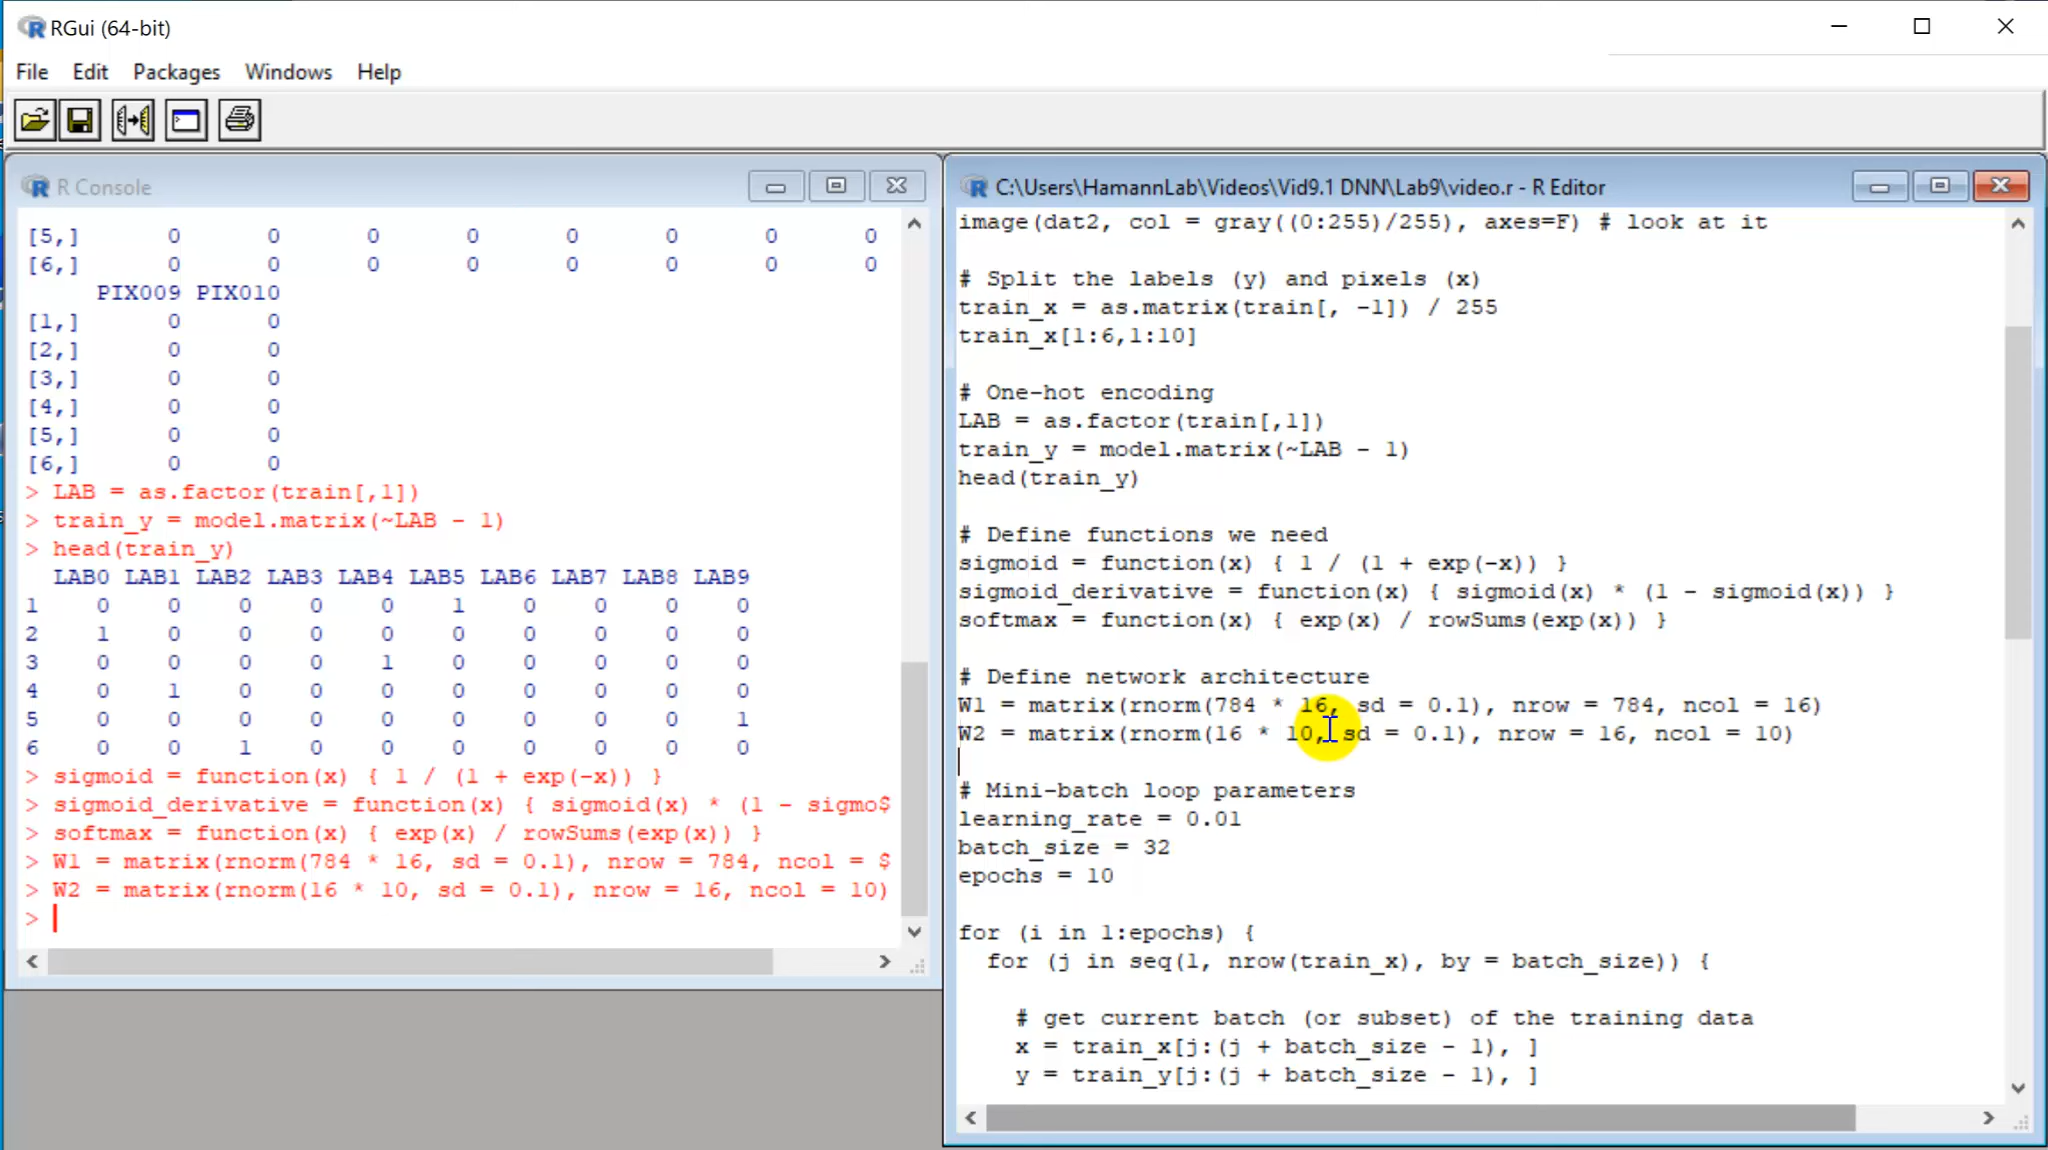 RGui (64-bit)
File Edit Packages Windows Help
R Console
[5,] 0 0 0 0 0 0 0 0
[6,] 0 0 0 0 0 0 0 0
PIX009 PIX010
[1,] 0 0
[2,] 0 0
[3,] 0 0
[4,] 0 0
[5,] 0 0
[6,] 0 0
> LAB = as.factor(train[,1])
> train_y = model.matrix(~LAB - 1)
> head(train_y)
LAB0 LAB1 LAB2 LAB3 LAB4 LAB5 LAB6 LAB7 LAB8 LAB9
1 0 0 0 0 0 1 0 0 0 0
2 1 0 0 0 0 0 0 0 0 0
3 0 0 0 0 1 0 0 0 0 0
4 0 1 0 0 0 0 0 0 0 0
5 0 0 0 0 0 0 0 0 0 1
6 0 0 1 0 0 0 0 0 0 0
> sigmoid = function(x) { 1 / (1 + exp(-x)) }
> sigmoid_derivative = function(x) { sigmoid(x) * (1 - sigmo$
> softmax = function(x) { exp(x) / rowSums(exp(x)) }
> W1 = matrix(rnorm(784 * 16, sd = 0.1), nrow = 784, ncol = $
> W2 = matrix(rnorm(16 * 10, sd = 0.1), nrow = 16, ncol = 10)
>
C:\Users\HamannLab\Videos\Vid9.1 DNN\Lab9\video.r - R Editor
image(dat2, col = gray((0:255)/255), axes=F) # look at it
# Split the labels (y) and pixels (x)
train_x = as.matrix(train[, -1]) / 255
train_x[1:6,1:10]
# One-hot encoding
LAB = as.factor(train[,1])
train_y = model.matrix(~LAB - 1)
head(train_y)
# Define functions we need
sigmoid = function(x) { 1 / (1 + exp(-x)) }
sigmoid_derivative = function(x) { sigmoid(x) * (1 - sigmoid(x)) }
softmax = function(x) { exp(x) / rowSums(exp(x)) }
# Define network architecture
W1 = matrix(rnorm(784 * 16, sd = 0.1), nrow = 784, ncol = 16)
W2 = matrix(rnorm(16 * 10, sd = 0.1), nrow = 16, ncol = 10)
# Mini-batch loop parameters
learning_rate = 0.01
batch_size = 32
epochs = 10
for (i in 1:epochs) {
for (j in seq(1, nrow(train_x), by = batch_size)) {
# get current batch (or subset) of the training data
x = train_x[j:(j + batch_size - 1), ]
y = train_y[j:(j + batch_size - 1), ]